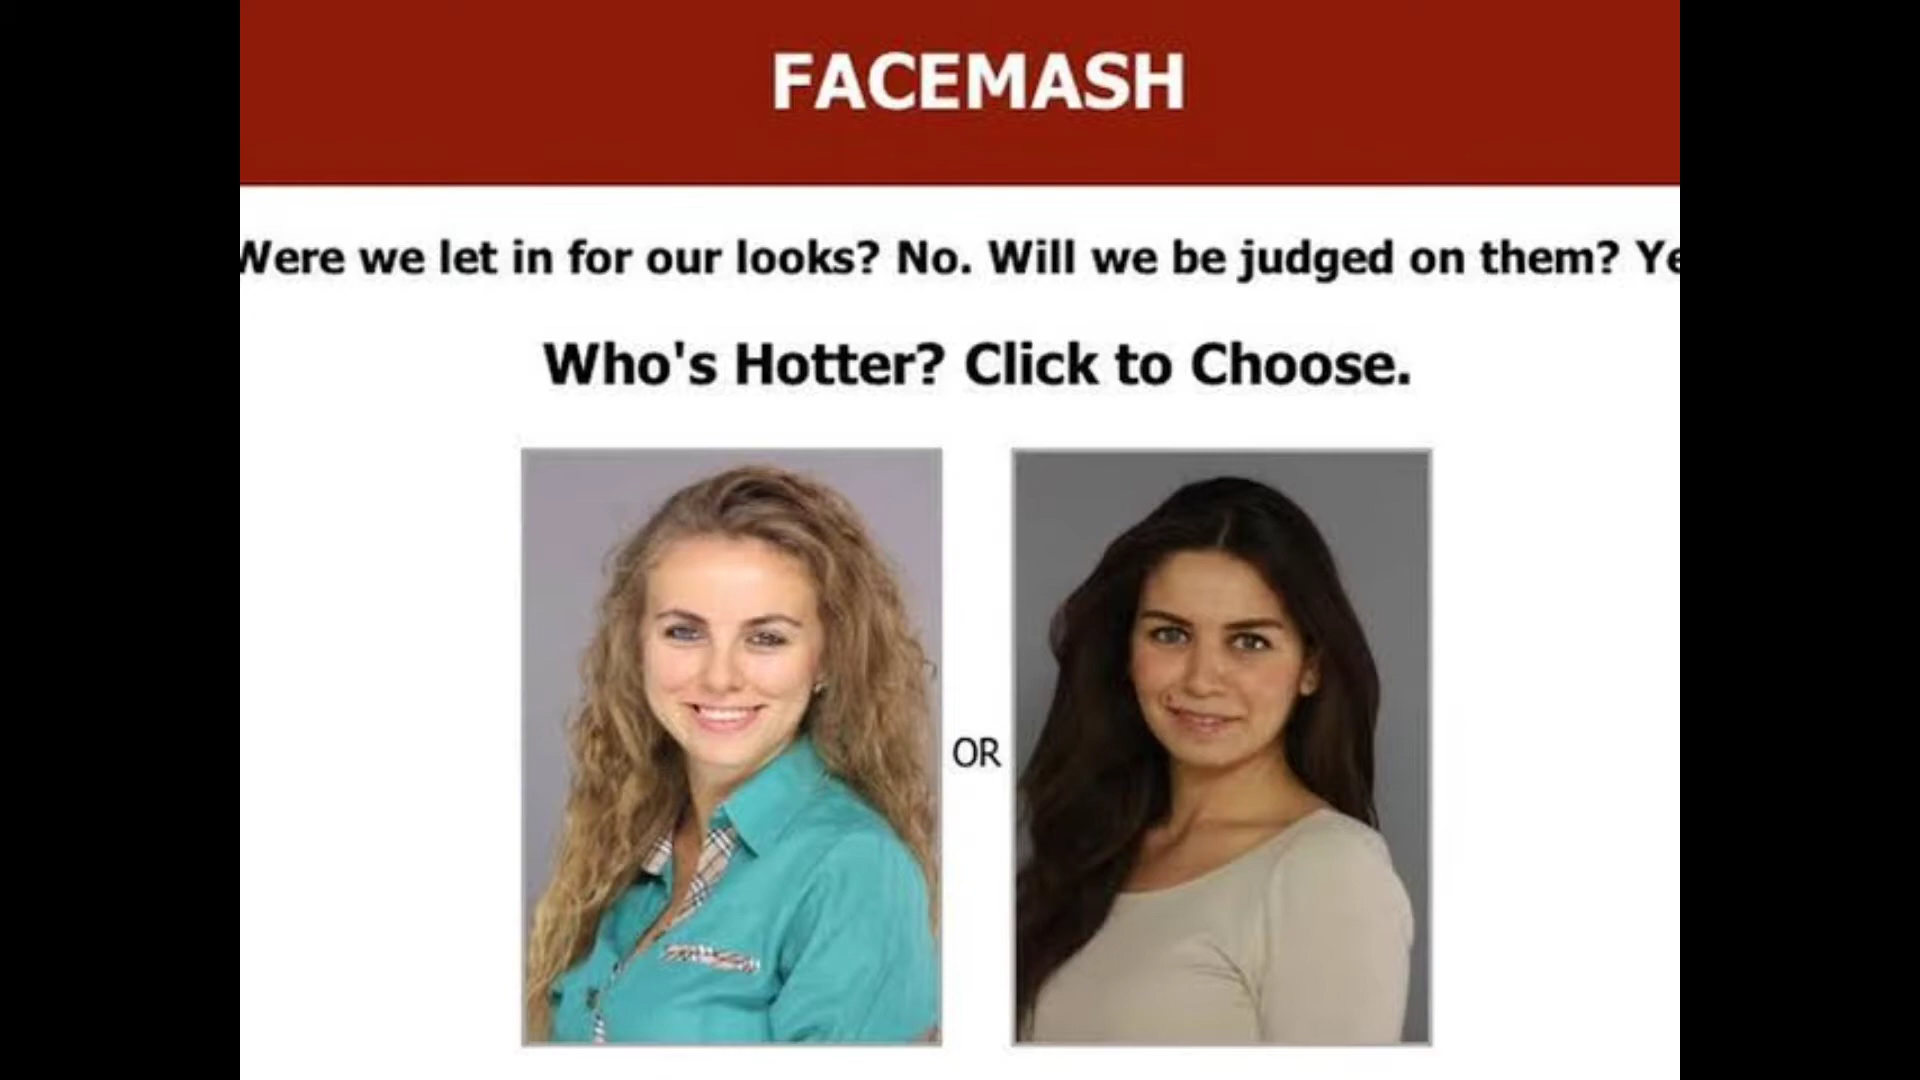 FACEMASH
Were we let in for our looks? No. Will we be judged on them? Ye
Who's Hotter? Click to Choose.
OR